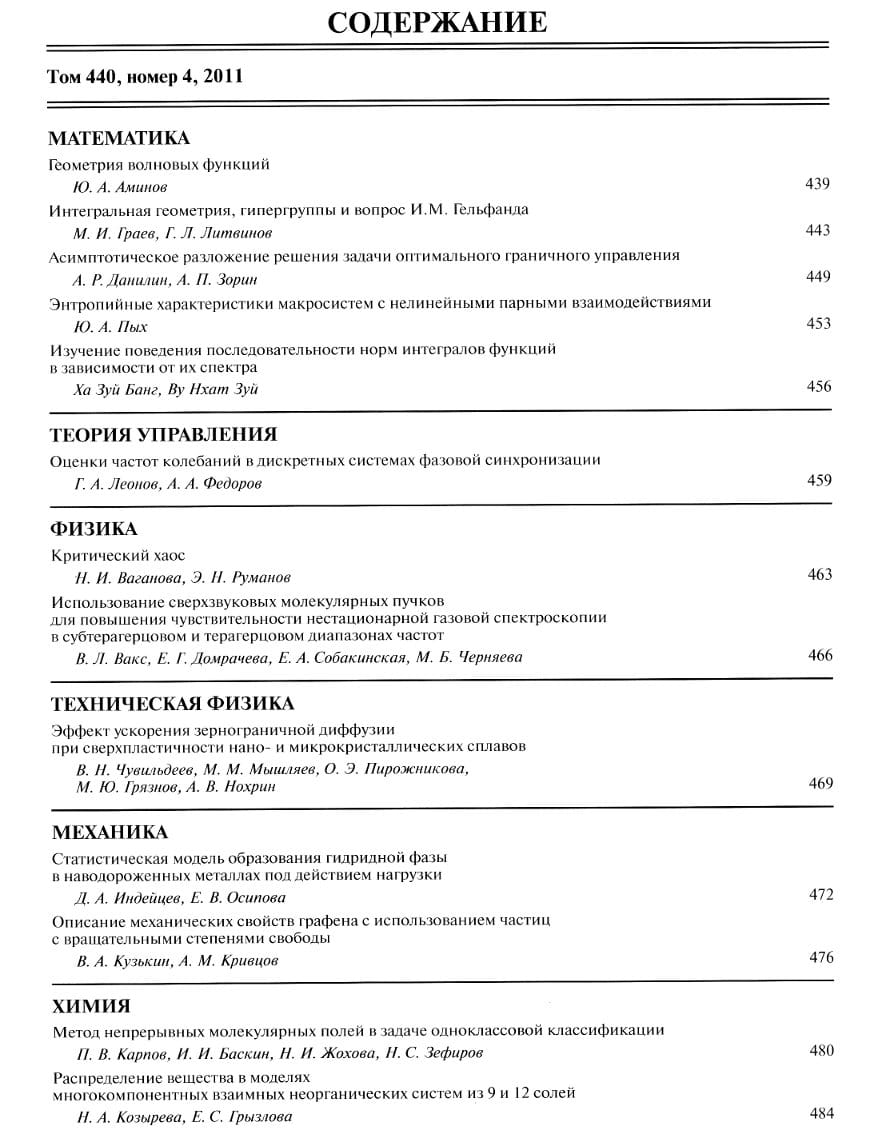 СОДЕРЖАНИЕ
Том 440, номер 4, 2011
МАТЕМАТИКА
Геометрия волновых функций
Ю. А. Аминов 439
Интегральная геометрия, гипергруппы и вопрос И.М. Гельфанда
М. И. Граев, Г. Л. Литвинов 443
Асимптотическое разложение решения задачи оптимального граничного управления
А. Р. Данилин, А. П. Зорин 449
Энтропийные характеристики макросистем с нелинейными парными взаимодействиями
Ю. А. Пых 453
Изучение поведения последовательности норм интегралов функций
в зависимости от их спектра
Ха Зуй Банг, Ву Нхат Зуй 456
ТЕОРИЯ УПРАВЛЕНИЯ
Оценки частот колебаний в дискретных системах фазовой синхронизации
Г. А. Леонов, А. А. Федоров 459
ФИЗИКА
Критический хаос
Н. И. Ваганова, Э. Н. Руманов 463
Использование сверхзвуковых молекулярных пучков
для повышения чувствительности нестационарной газовой спектроскопии
в субтерагерцовом и терагерцовом диапазонах частот
В. Л. Вакс, Е. Г. Домрачева, Е. А. Собакинская, М. Б. Черняева 466
ТЕХНИЧЕСКАЯ ФИЗИКА
Эффект ускорения зернограничной диффузии
при сверхпластичности нано- и микрокристаллических сплавов
В. Н. Чувильдеев, М. М. Мышляев, О. Э. Пирожникова,
М. Ю. Грязнов, А. В. Нохрин 469
МЕХАНИКА
Статистическая модель образования гидридной фазы
в наводороженных металлах под действием нагрузки
Д. А. Индейцев, Е. В. Осипова 472
Описание механических свойств графена с использованием частиц
с вращательными степенями свободы
В. А. Кузькин, А. М. Кривцов 476
ХИМИЯ
Метод непрерывных молекулярных полей в задаче одноклассовой классификации
П. В. Карпов, И. И. Баскин, Н. И. Жохова, Н. С. Зефиров 480
Распределение вещества в моделях
многокомпонентных взаимных неорганических систем из 9 и 12 солей
Н. А. Козырева, Е. С. Грызлова 484